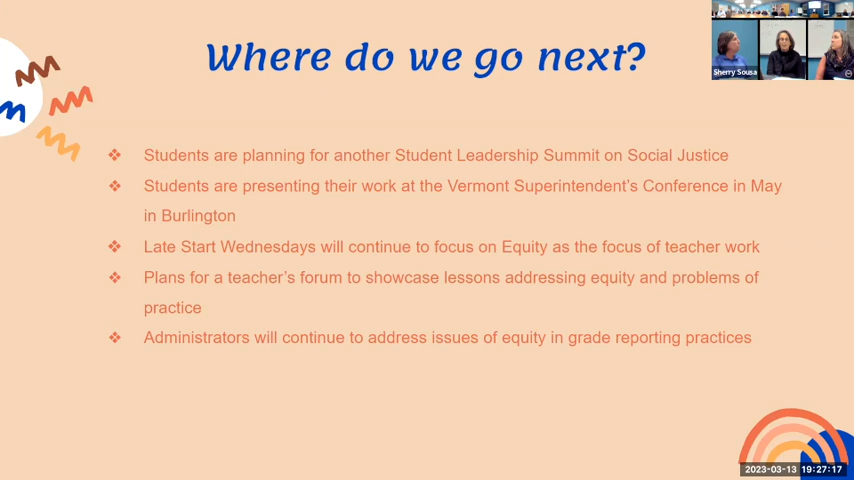 Where do we go next?
Sherry Sousa
❖ Students are planning for another Student Leadership Summit on Social Justice
❖ Students are presenting their work at the Vermont Superintendent's Conference in May
in Burlington
❖ Late Start Wednesdays will continue to focus on Equity as the focus of teacher work
❖ Plans for a teacher's forum to showcase lessons addressing equity and problems of
practice
❖ Administrators will continue to address issues of equity in grade reporting practices
2023-03-13 19:27:17